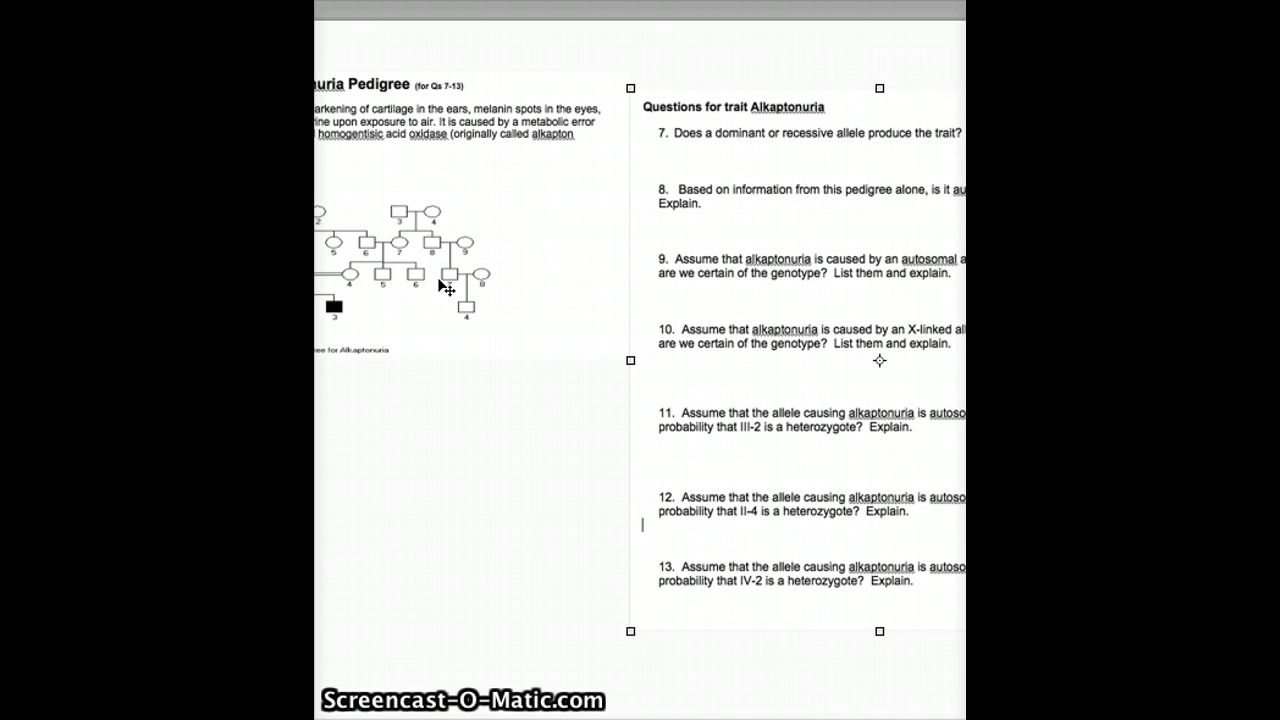 nuria Pedigree (for Qs 7-13)
arkening of cartilage in the ears, melanin spots in the eyes,
ine upon exposure to air. It is caused by a metabolic error
homogentisic acid oxidase (originally called alkapton
2
3 4
5 6 7 8 9
4 5 6 8
3 4
ee for Alkaptonuria
Questions for trait Alkaptonuria
7. Does a dominant or recessive allele produce the trait?
8. Based on information from this pedigree alone, is it au
Explain.
9. Assume that alkaptonuria is caused by an autosomal a
are we certain of the genotype? List them and explain.
10. Assume that alkaptonuria is caused by an X-linked all
are we certain of the genotype? List them and explain.
11. Assume that the allele causing alkaptonuria is autoso
probability that III-2 is a heterozygote? Explain.
12. Assume that the allele causing alkaptonuria is autoso
probability that II-4 is a heterozygote? Explain.
13. Assume that the allele causing alkaptonuria is autoso
probability that IV-2 is a heterozygote? Explain.
Screencast-O-Matic.com